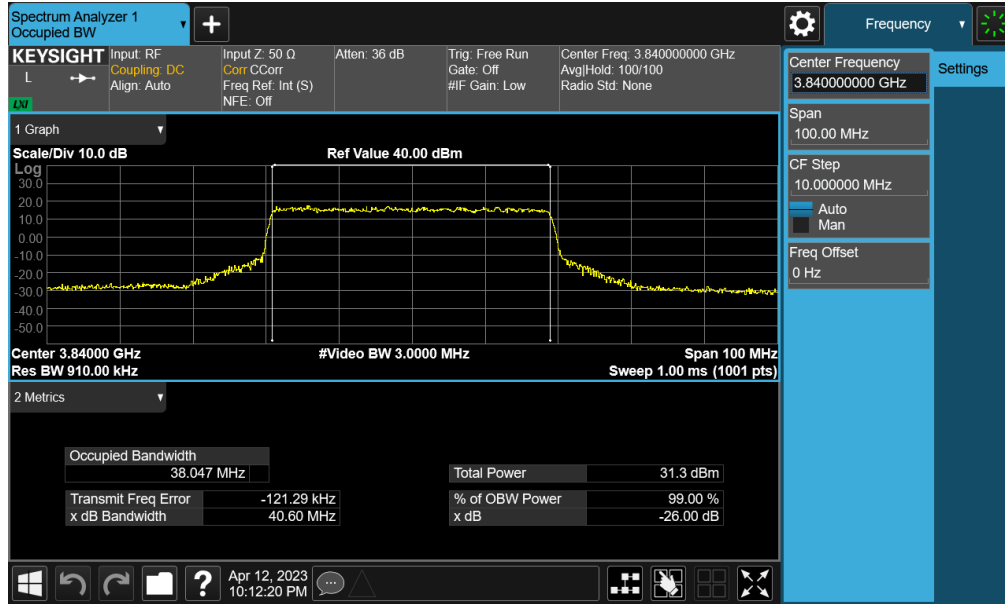 Spectrum Analyzer 1
Occupied BW
+
Frequency
KEYSIGHT
L
LXI
Input: RF
Coupling: DC
Align: Auto
Input Z: 50 Ω
Corr CCorr
Freq Ref: Int (S)
NFE: Off
Atten: 36 dB
Trig: Free Run
Gate: Off
#IF Gain: Low
Center Freq: 3.840000000 GHz
Avg|Hold: 100/100
Radio Std: None
Center Frequency
3.840000000 GHz
Settings
Span
100.00 MHz
CF Step
10.000000 MHz
Auto
Man
Freq Offset
0 Hz
1 Graph
Scale/Div 10.0 dB
Ref Value 40.00 dBm
Log
30.0
20.0
10.0
0.00
-10.0
-20.0
-30.0
-40.0
-50.0
Center 3.84000 GHz
#Video BW 3.0000 MHz
Span 100 MHz
Res BW 910.00 kHz
Sweep 1.00 ms (1001 pts)
2 Metrics
Occupied Bandwidth
38.047 MHz
Total Power 31.3 dBm
Transmit Freq Error -121.29 kHz
% of OBW Power 99.00 %
x dB Bandwidth 40.60 MHz
x dB -26.00 dB
?
Apr 12, 2023
10:12:20 PM